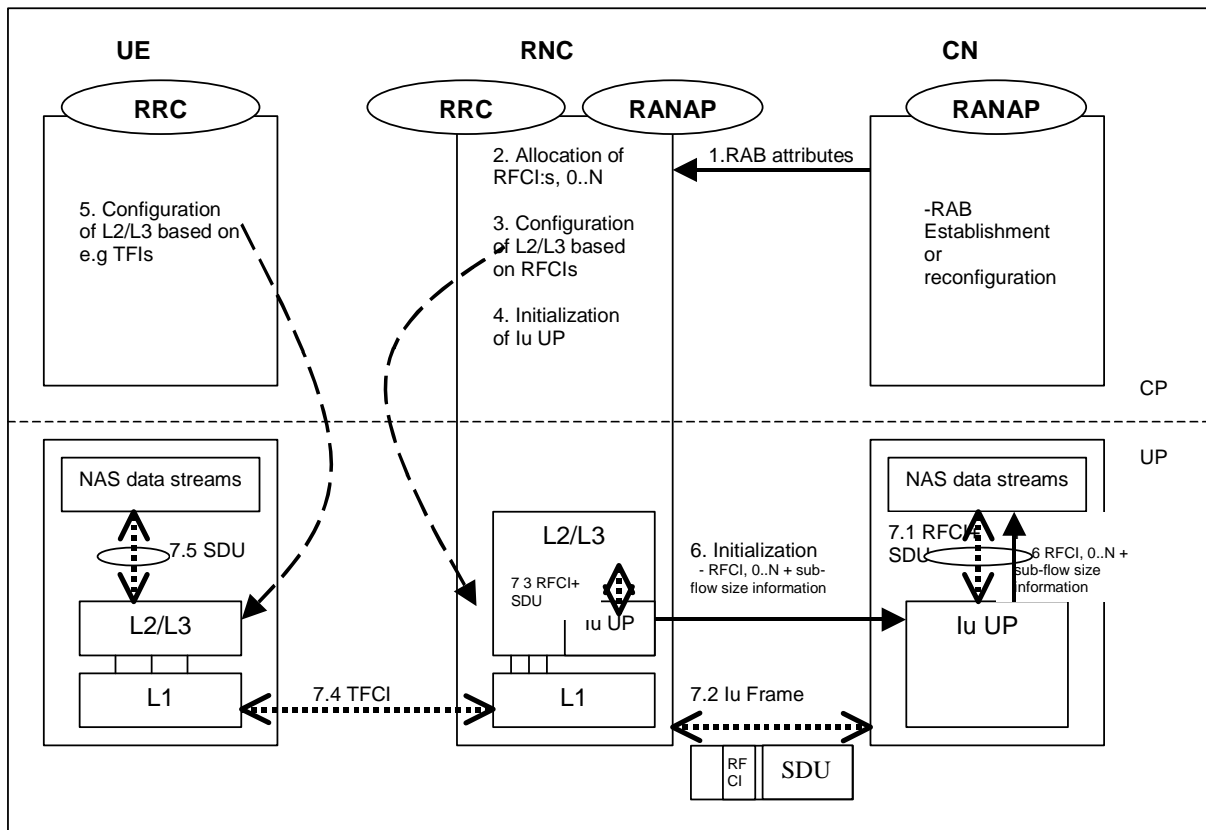 UE
RNC
CN
RRC
RRC
RANAP
RANAP
5. Configuration
of L2/L3 based on
e.g TFIs
2. Allocation of
RFCI:s, 0..N
3. Configuration
of L2/L3 based
on RFCIs
4. Initialization
of Iu UP
1.RAB attributes
-RAB
Establishment
or
reconfiguration
CP
UP
NAS data streams
7.5 SDU
L2/L3
L1
7.4 TFCI
L2/L3
7 3 RFCI+
SDU
Iu UP
L1
6. Initialization
- RFCI, 0..N + sub-
flow size information
7.2 Iu Frame
RF
CI
SDU
NAS data streams
7.1 RFCI+
SDU
6 RFCI, 0..N +
sub-flow size
information
Iu UP